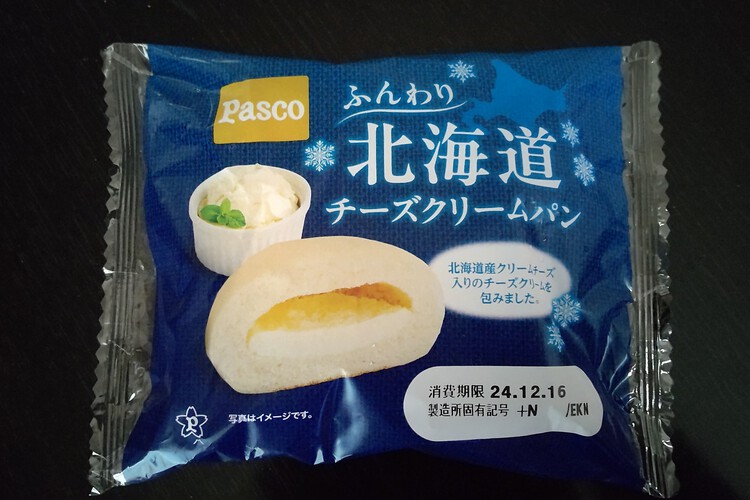 Pasco
ふんわり
北海道
チーズクリームパン
北海道産クリームチーズ
入りのチーズクリームを
包みました。
消費期限 24.12.16
製造所固有記号 +N /EKN
P
写真はイメージです。